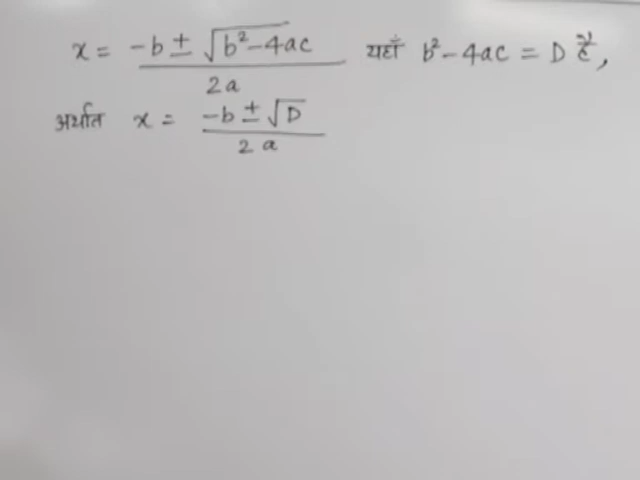 x = -b ± √b² - 4ac / 2a यहाँ b² - 4ac = D है,
अर्थात x = -b ± √D / 2a